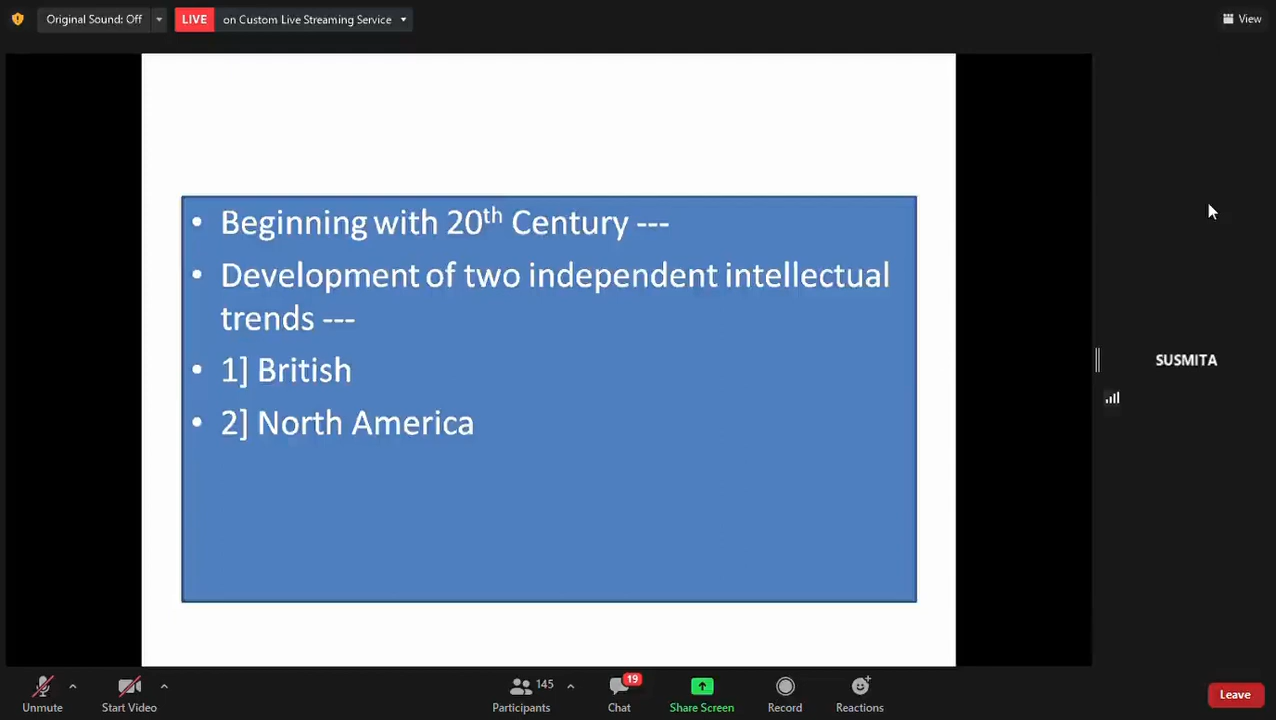 Original Sound: Off
LIVE on Custom Live Streaming Service
View
• Beginning with 20th Century ---
• Development of two independent intellectual
trends ---
• 1] British
• 2] North America
SUSMITA
Unmute
Start Video
145
Participants
19
Chat
Share Screen
Record
Reactions
Leave